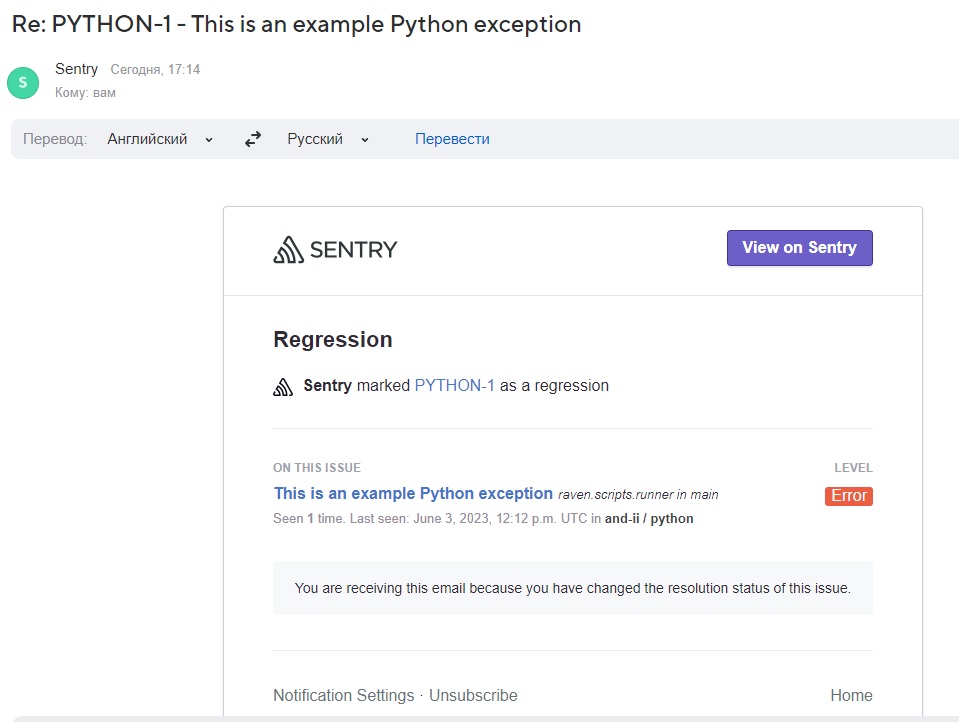 Re: PYTHON-1 - This is an example Python exception
S
Sentry Сегодня, 17:14
Кому: вам
Перевод: Английский Русский Перевести
SENTRY
View on Sentry
Regression
Sentry marked PYTHON-1 as a regression
ON THIS ISSUE LEVEL
This is an example Python exception raven.scripts.runner in main Error
Seen 1 time. Last seen: June 3, 2023, 12:12 p.m. UTC in and-ii / python
You are receiving this email because you have changed the resolution status of this issue.
Notification Settings · Unsubscribe Home